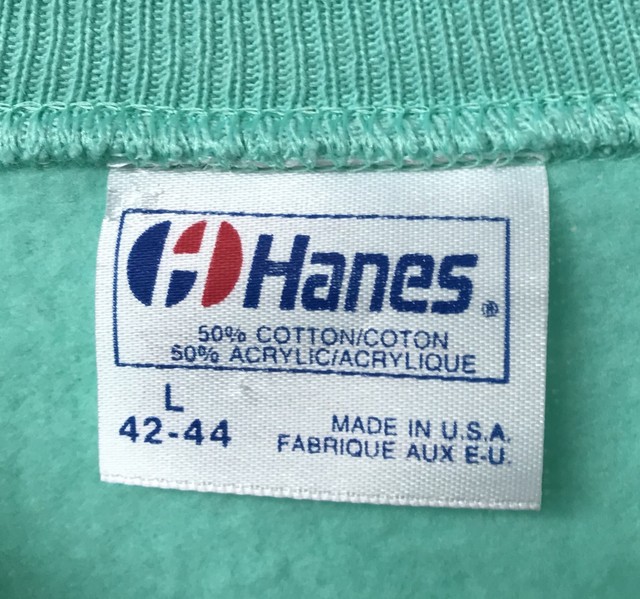 Hanes®
50% COTTON/COTON
50% ACRYLIC/ACRYLIQUE
L
42-44
MADE IN U.S.A.
FABRIQUE AUX E-U.